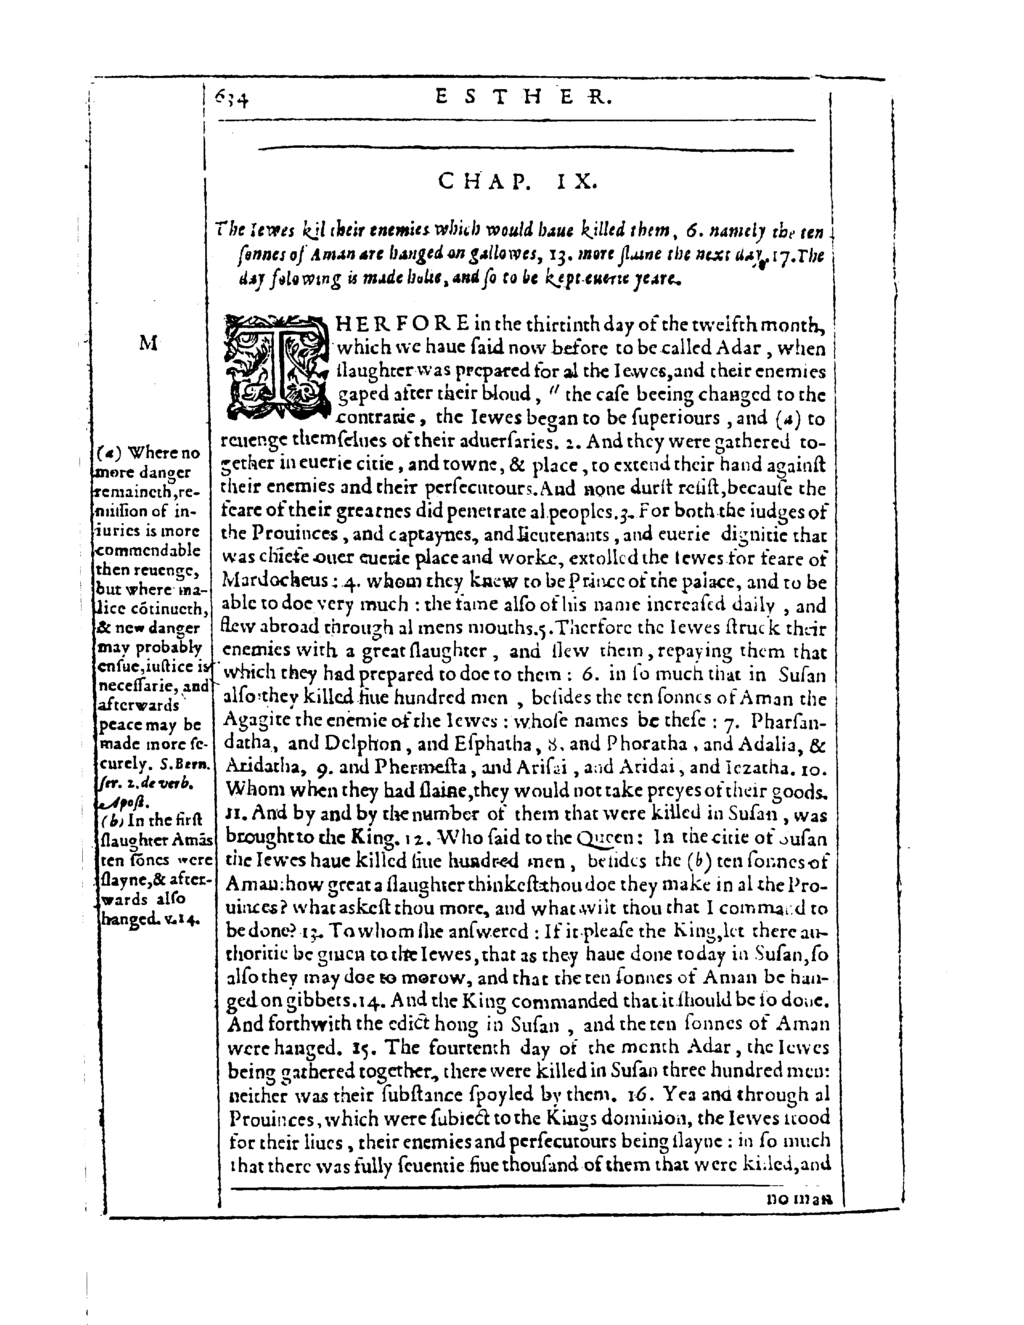 634 ESTHER.
CHAP. IX.
The Iewes kil their enemies which would haue killed them, 6. namely the ten
ſonnes of Aman are hanged on gallowes, 13. more ſlaine the next day. 17. The
day folowing is made holie, and ſo to be kept euerie yeare.
M
THERFORE in the thirtinth day of the twelfth month,
which we haue ſaid now before to be called Adar, when
ſlaughter was prepared for al the Iewes, and their enemies
gaped after their bloud, " the caſe beeing changed to the
contrarie, the Iewes began to be ſuperiours, and (a) to
reuenge themſelues of their aduerſaries. 2. And they were gathered to-
gether in euerie citie, and towne, & place, to extend their hand againſt
their enemies and their perſecutours. And none durſt reſiſt, becauſe the
feare of their greatnes did penetrate al peoples. 3. For both the iudges of
the Prouinces, and captaynes, and lieutenants, and euerie dignitie that
was chiefe ouer euerie place and worke, extolled the Iewes for feare of
Mardocheus: 4. whom they knew to be Prince of the palace, and to be
able to doe very much: the fame alſo of his name increaſed daily, and
flew abroad through al mens mouths. 5. Therfore the Iewes ſtruck their
enemies with a great ſlaughter, and ſlew them, repaying them that
which they had prepared to doe to them: 6. in ſo much that in Suſan
alſo they killed fiue hundred men, beſides the ten ſonnes of Aman the
Agagite the enemie of the Iewes: whoſe names be theſe: 7. Pharſan-
datha, and Delphon, and Eſphatha, 8. and Phoratha, and Adalia, &
Aridatha, 9. and Phermeſta, and Ariſai, and Aridai, and Iezatha. 10.
Whom when they had ſlaine, they would not take preyes of their goods.
11. And by and by the number of them that were killed in Suſan, was
brought to the King. 12. Who ſaid to the Queen: In the citie of Suſan
the Iewes haue killed fiue hundred men, beſides the (b) ten ſonnes of
Aman: how great a ſlaughter thinkeſt thou doe they make in al the Pro-
uinces? what askeſt thou more, and what wilt thou that I command to
be done? 13. To whom ſhe anſwered: If it pleaſe the King, let there au-
thoritie be giuen to the Iewes, that as they haue done to day in Suſan, ſo
alſo they may doe to morow, and that the ten ſonnes of Aman be han-
ged on gibbets. 14. And the King commanded that it ſhould be ſo done.
And forthwith the edict hong in Suſan, and the ten ſonnes of Aman
were hanged. 15. The fourtenth day of the month Adar, the Iewes
being gathered together, there were killed in Suſan three hundred men:
neither was their ſubſtance ſpoyled by them. 16. Yea and through al
Prouinces, which were ſubiect to the Kings dominion, the Iewes ſtood
for their liues, their enemies and perſecutours being ſlayne: in ſo much
that there was fully ſeuentie fiue thouſand of them that were killed, and
no man
(a) Where no
more danger
remaineth, re-
miſſion of in-
iuries is more
commendable
then reuenge,
but where ma-
lice cõtinueth,
& new danger
may probably
enſue, iuſtice is
neceſſarie, and
afterwards
peace may be
made more ſe-
curely. S. Bern.
ſer. 2. de verb.
Apoſt.
(b) In the firſt
ſlaughter Amãs
ten ſones were
ſlayne, & after-
wards alſo
hanged. v. 14.